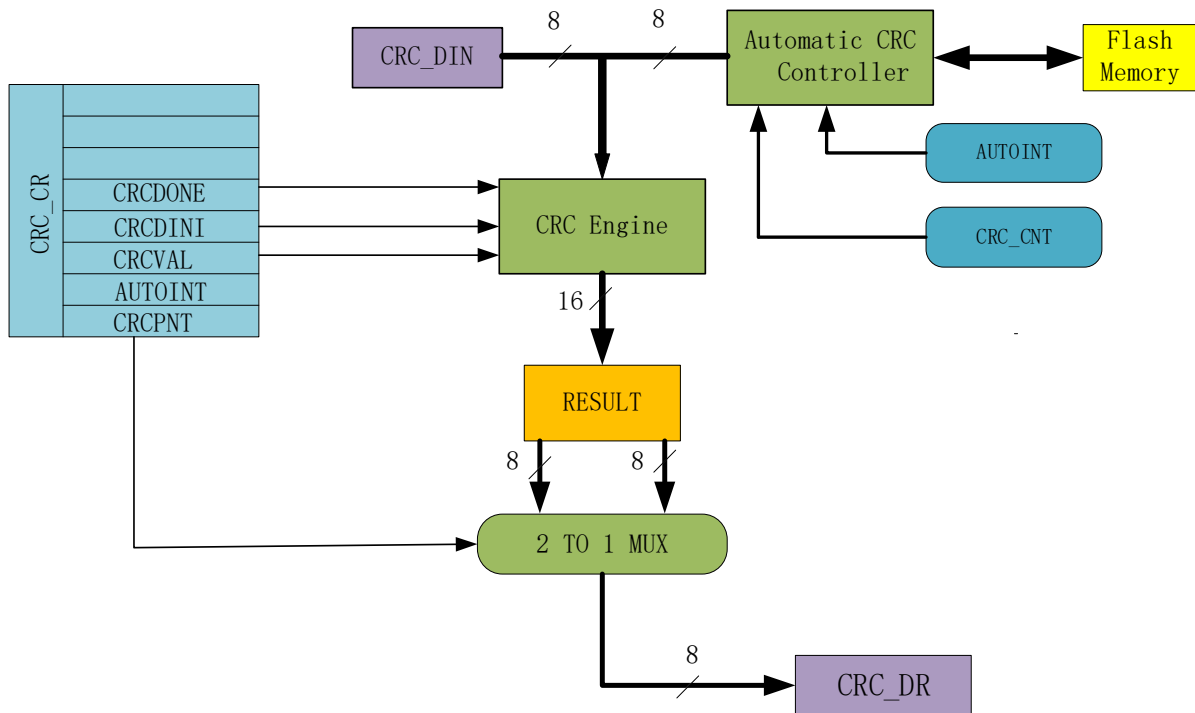 8
8
CRC_DIN
Automatic CRC
Controller
Flash
Memory
AUTOINT
CRC_CNT
CRC_CR
CRCDONE
CRCDINI
CRCVAL
AUTOINT
CRCPNT
CRC Engine
16
RESULT
8
8
2 TO 1 MUX
8
CRC_DR